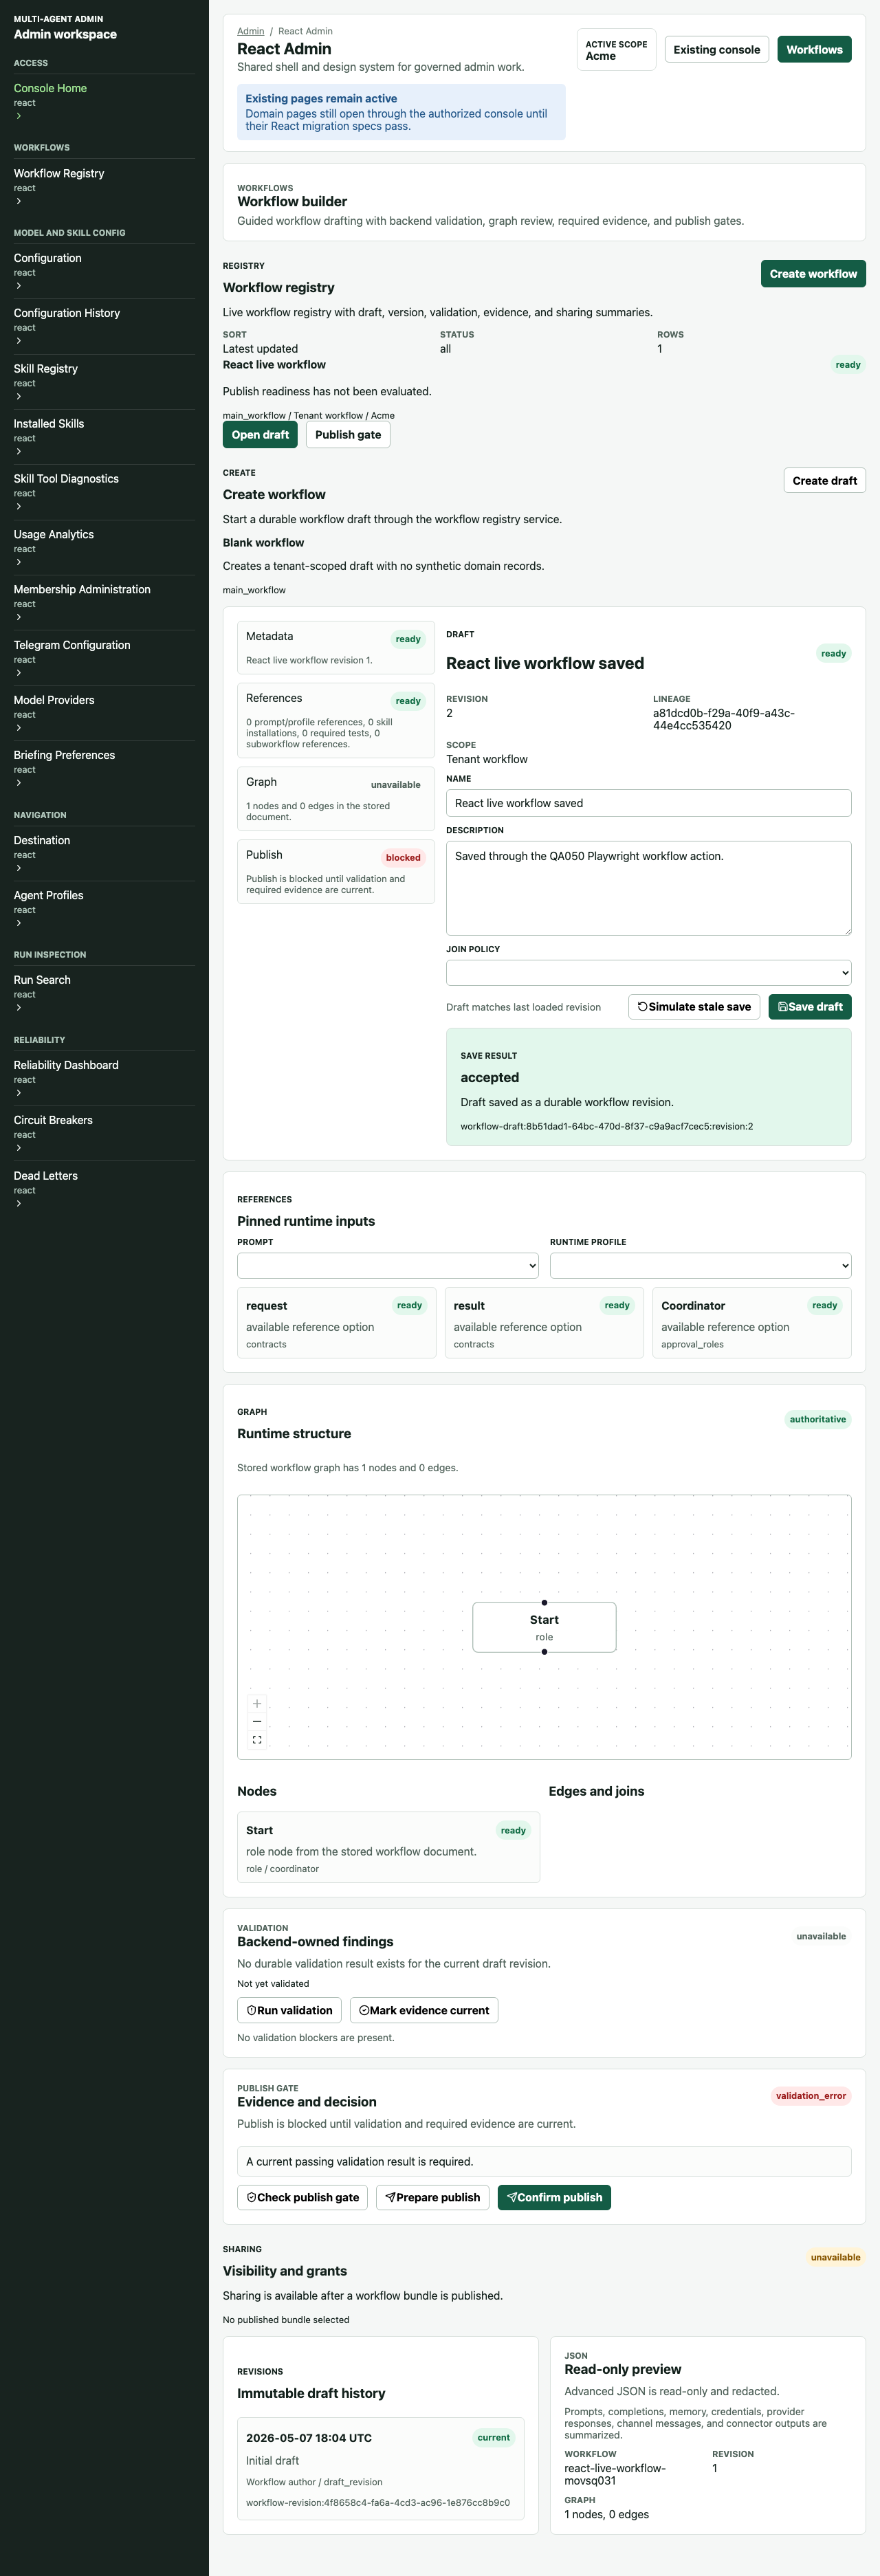 MULTI-AGENT ADMIN
Admin workspace
ACCESS
Console Home
react
WORKFLOWS
Workflow Registry
react
MODEL AND SKILL CONFIG
Configuration
react
Configuration History
react
Skill Registry
react
Installed Skills
react
Skill Tool Diagnostics
react
Usage Analytics
react
Membership Administration
react
Telegram Configuration
react
Model Providers
react
Briefing Preferences
react
NAVIGATION
Destination
react
Agent Profiles
react
RUN INSPECTION
Run Search
react
RELIABILITY
Reliability Dashboard
react
Circuit Breakers
react
Dead Letters
react
Admin / React Admin
React Admin
Shared shell and design system for governed admin work.
ACTIVE SCOPE
Acme
Existing console
Workflows
Existing pages remain active
Domain pages still open through the authorized console until
their React migration specs pass.
WORKFLOWS
Workflow builder
Guided workflow drafting with backend validation, graph review, required evidence, and publish gates.
REGISTRY
Workflow registry
Create workflow
Live workflow registry with draft, version, validation, evidence, and sharing summaries.
SORT STATUS ROWS
Latest updated all 1
React live workflow ready
Publish readiness has not been evaluated.
main_workflow / Tenant workflow / Acme
Open draft Publish gate
CREATE
Create workflow
Create draft
Start a durable workflow draft through the workflow registry service.
Blank workflow
Creates a tenant-scoped draft with no synthetic domain records.
main_workflow
Metadata ready
React live workflow revision 1.
References ready
0 prompt/profile references, 0 skill
installations, 0 required tests, 0
subworkflow references.
Graph unavailable
1 nodes and 0 edges in the stored
document.
Publish blocked
Publish is blocked until validation and
required evidence are current.
DRAFT
React live workflow saved
ready
REVISION LINEAGE
2 a81dcd0b-f29a-40f9-a43c-
44e4cc535420
SCOPE
Tenant workflow
NAME
React live workflow saved
DESCRIPTION
Saved through the QA050 Playwright workflow action.
JOIN POLICY
Draft matches last loaded revision Simulate stale save Save draft
SAVE RESULT
accepted
Draft saved as a durable workflow revision.
workflow-draft:8b51dad1-64bc-470d-8f37-c9a9acf7cec5:revision:2
REFERENCES
Pinned runtime inputs
PROMPT RUNTIME PROFILE
request ready
available reference option
contracts
result ready
available reference option
contracts
Coordinator ready
available reference option
approval_roles
GRAPH
Runtime structure
authoritative
Stored workflow graph has 1 nodes and 0 edges.
Start
role
Nodes Edges and joins
Start ready
role node from the stored workflow document.
role / coordinator
VALIDATION
Backend-owned findings
unavailable
No durable validation result exists for the current draft revision.
Not yet validated
Run validation Mark evidence current
No validation blockers are present.
PUBLISH GATE
Evidence and decision
validation_error
Publish is blocked until validation and required evidence are current.
A current passing validation result is required.
Check publish gate Prepare publish Confirm publish
SHARING
Visibility and grants
unavailable
Sharing is available after a workflow bundle is published.
No published bundle selected
REVISIONS
Immutable draft history
2026-05-07 18:04 UTC current
Initial draft
Workflow author / draft_revision
workflow-revision:4f8658c4-fa6a-4cd3-ac96-1e876cc8b9c0
JSON
Read-only preview
Advanced JSON is read-only and redacted.
Prompts, completions, memory, credentials, provider
responses, channel messages, and connector outputs are
summarized.
WORKFLOW REVISION
react-live-workflow- 1
movsq031
GRAPH
1 nodes, 0 edges